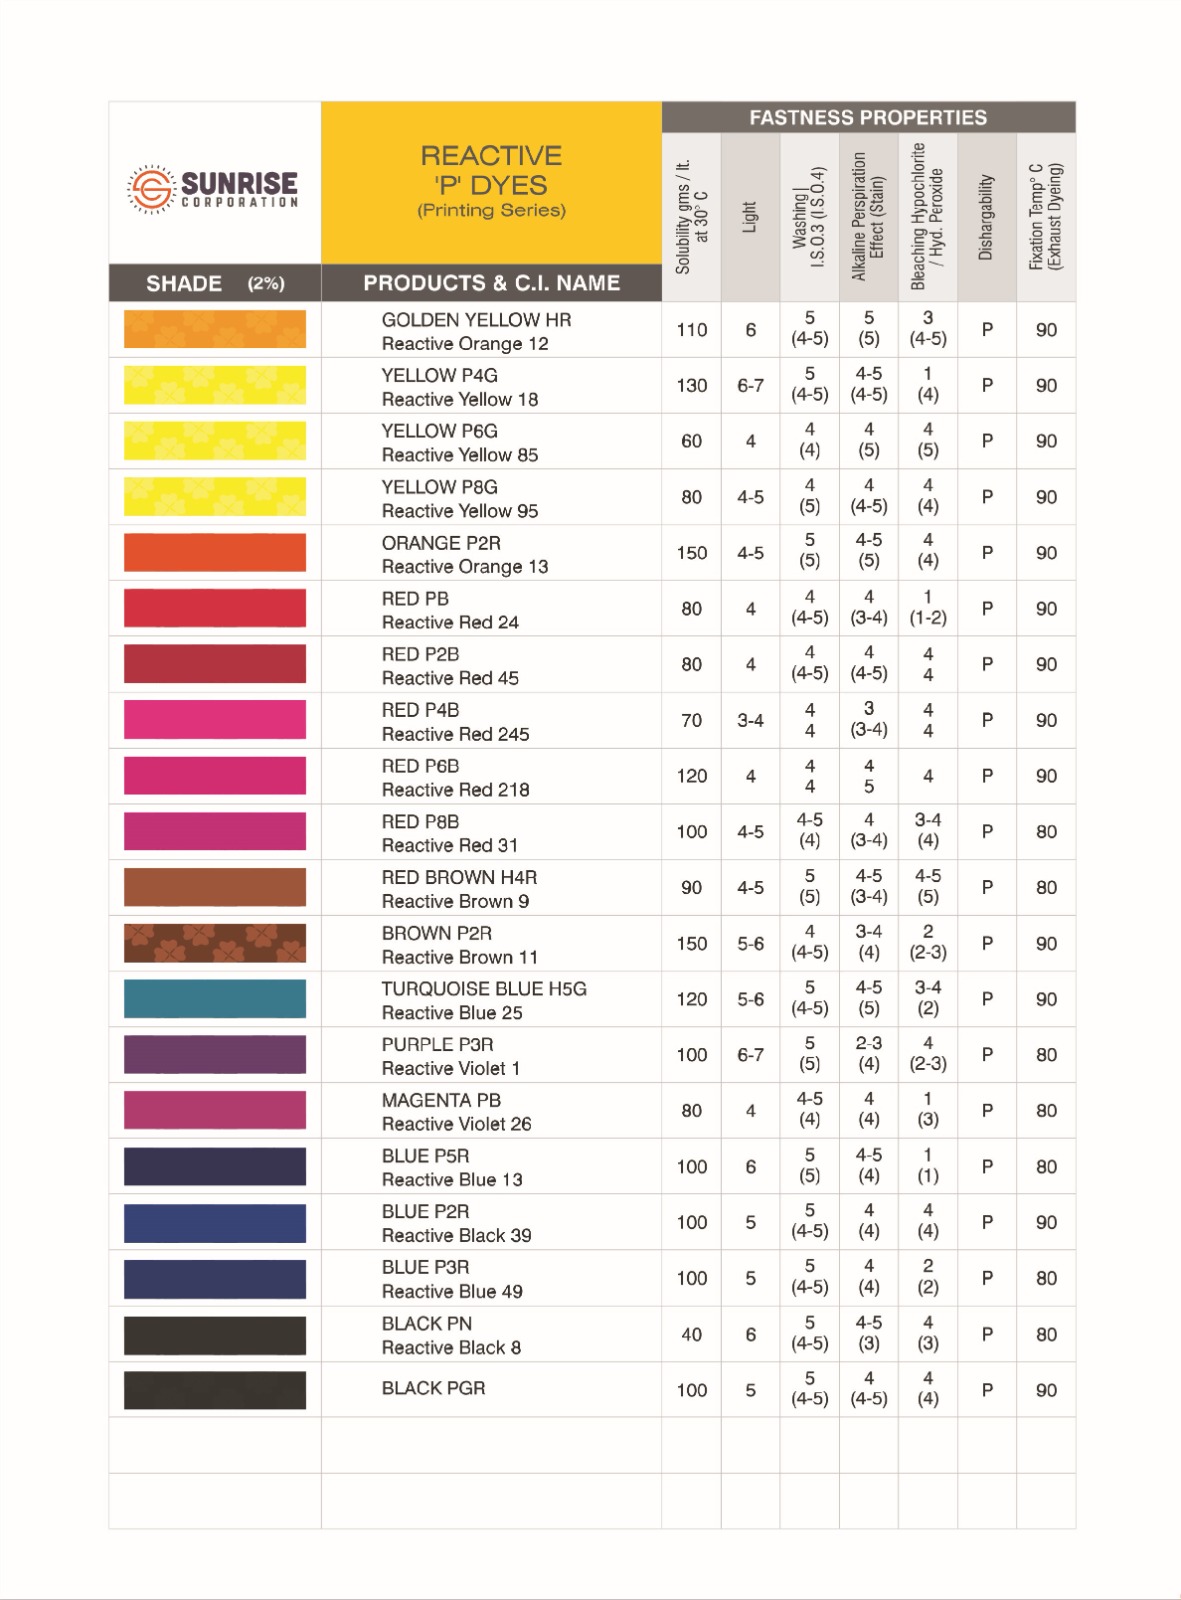 SUNRISE
CORPORATION
REACTIVE
'P' DYES
(Printing Series)
FASTNESS PROPERTIES
Solubility gms / lt.
at 30° C
Light
Washing|
I.S.O.3 (I.S.O.4)
Alkaline Perspiration
Effect (Stain)
Bleaching Hypochlorite
/ Hyd. Peroxide
Dishargability
Fixation Temp° C
(Exhaust Dyeing)
SHADE (2%) PRODUCTS & C.I. NAME
GOLDEN YELLOW HR 5 5 3
110 6 P 90
Reactive Orange 12 (4-5) (5) (4-5)
YELLOW P4G 5 4-5 1
130 6-7 P 90
Reactive Yellow 18 (4-5) (4-5) (4)
YELLOW P6G 4 4 4
60 4 P 90
Reactive Yellow 85 (4) (5) (5)
YELLOW P8G 4 4 4
80 4-5 P 90
Reactive Yellow 95 (5) (4-5) (4)
ORANGE P2R 5 4-5 4
150 4-5 P 90
Reactive Orange 13 (5) (5) (4)
RED PB 4 4 1
80 4 P 90
Reactive Red 24 (4-5) (3-4) (1-2)
RED P2B 4 4 4
80 4 P 90
Reactive Red 45 (4-5) (4-5) 4
RED P4B 4 3 4
70 3-4 P 90
Reactive Red 245 4 (3-4) 4
RED P6B 4 4
120 4 4 P 90
Reactive Red 218 4 5
RED P8B 4-5 4 3-4
100 4-5 P 80
Reactive Red 31 (4) (3-4) (4)
RED BROWN H4R 5 4-5 4-5
90 4-5 P 80
Reactive Brown 9 (5) (3-4) (5)
BROWN P2R 4 3-4 2
150 5-6 P 90
Reactive Brown 11 (4-5) (4) (2-3)
TURQUOISE BLUE H5G 5 4-5 3-4
120 5-6 P 90
Reactive Blue 25 (4-5) (5) (2)
PURPLE P3R 5 2-3 4
100 6-7 P 80
Reactive Violet 1 (5) (4) (2-3)
MAGENTA PB 4-5 4 1
80 4 P 80
Reactive Violet 26 (4) (4) (3)
BLUE P5R 5 4-5 1
100 6 P 80
Reactive Blue 13 (5) (4) (1)
BLUE P2R 5 4 4
100 5 P 90
Reactive Black 39 (4-5) (4) (4)
BLUE P3R 5 4 2
100 5 P 80
Reactive Blue 49 (4-5) (4) (2)
BLACK PN 5 4-5 4
40 6 P 80
Reactive Black 8 (4-5) (3) (3)
5 4 4
BLACK PGR 100 5 P 90
(4-5) (4-5) (4)